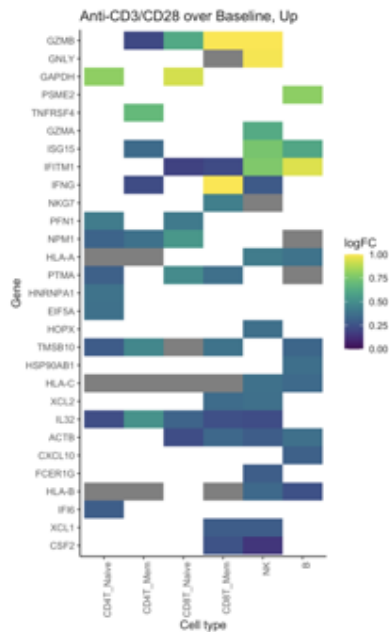 Anti-CD3/CD28 over Baseline, Up
GZMB
GNLY
GAPDH
PSME2
TNFRSF4
GZMA
ISG15
IFITM1
IFNG
NKG7
PFN1
NPM1
HLA-A
PTMA
HNRNPA1
EIF5A
HOPX
TMSB10
HSP90AB1
HLA-C
XCL2
IL32
ACTB
CXCL10
FCER1G
HLA-B
IFI6
XCL1
CSF2
Gene
CD4T_Naive
CD4T_Mem
CD8T_Naive
CD8T_Mem
NK
B
Cell type
logFC
1.00
0.75
0.50
0.25
0.00